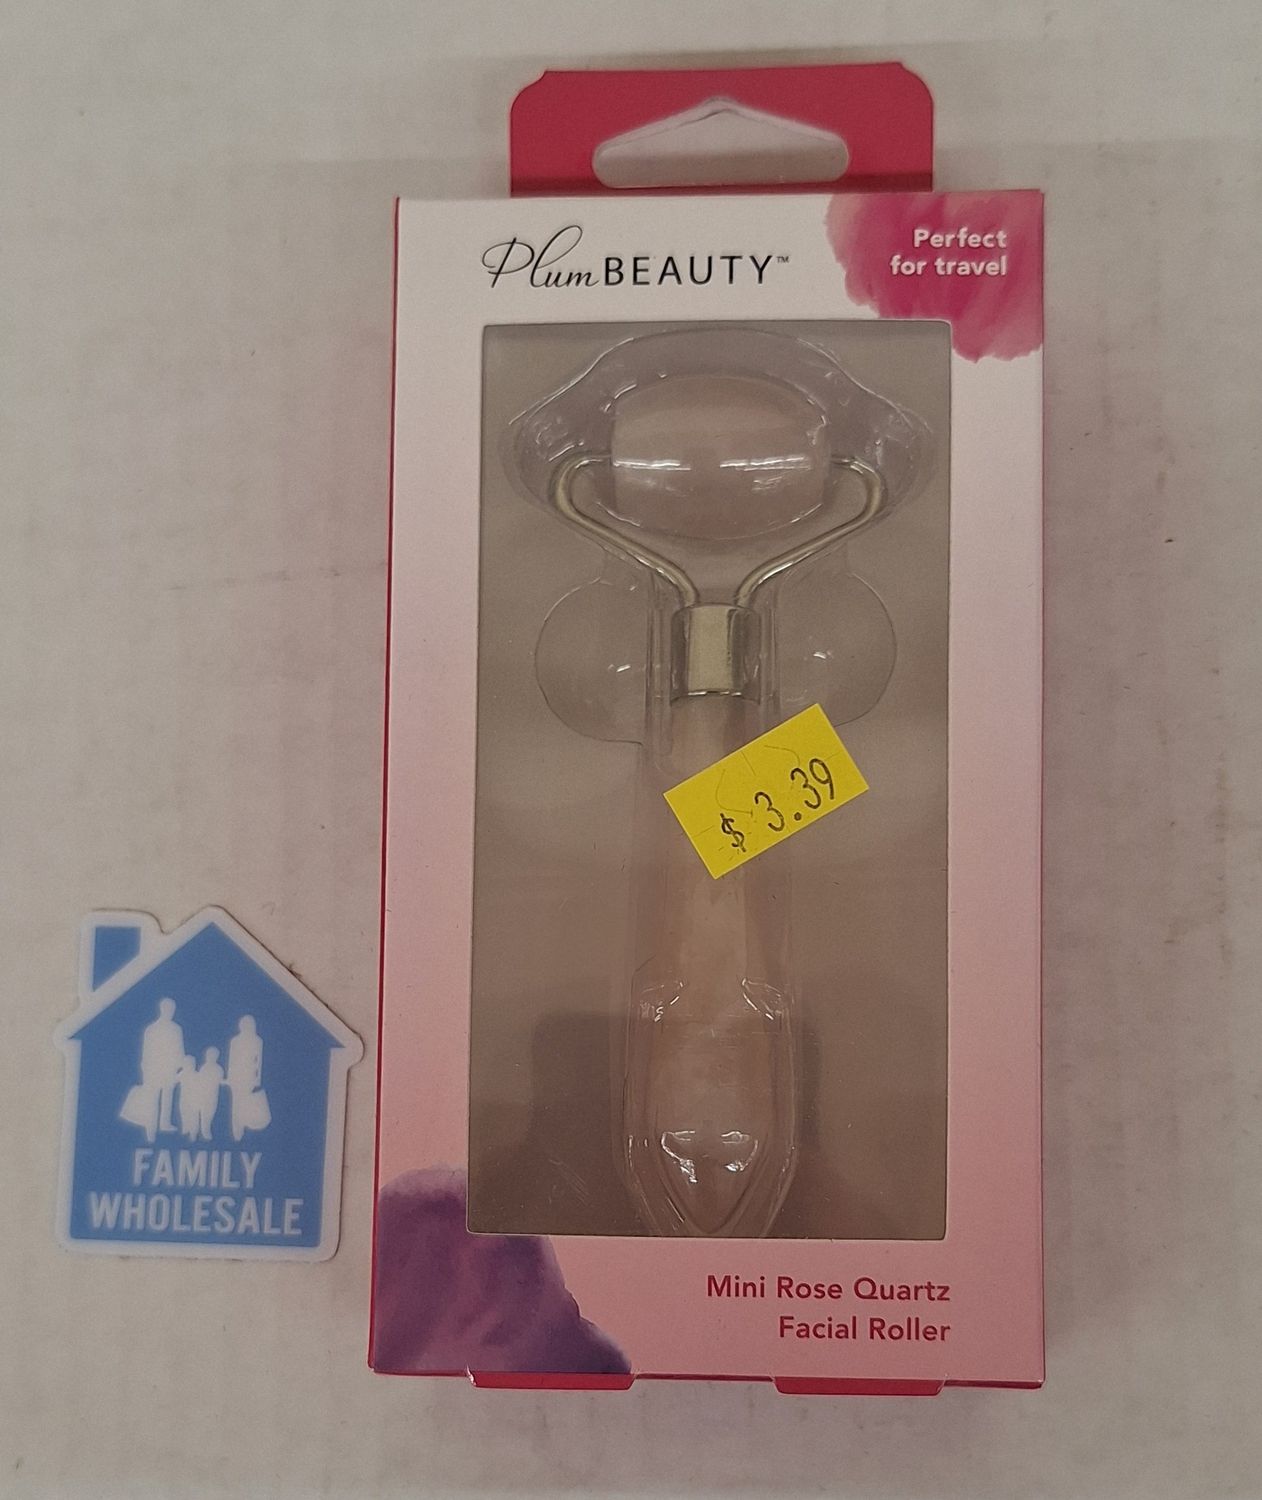 Plum BEAUTY™
Perfect
for travel
$ 3.39
FAMILY
WHOLESALE
Mini Rose Quartz
Facial Roller